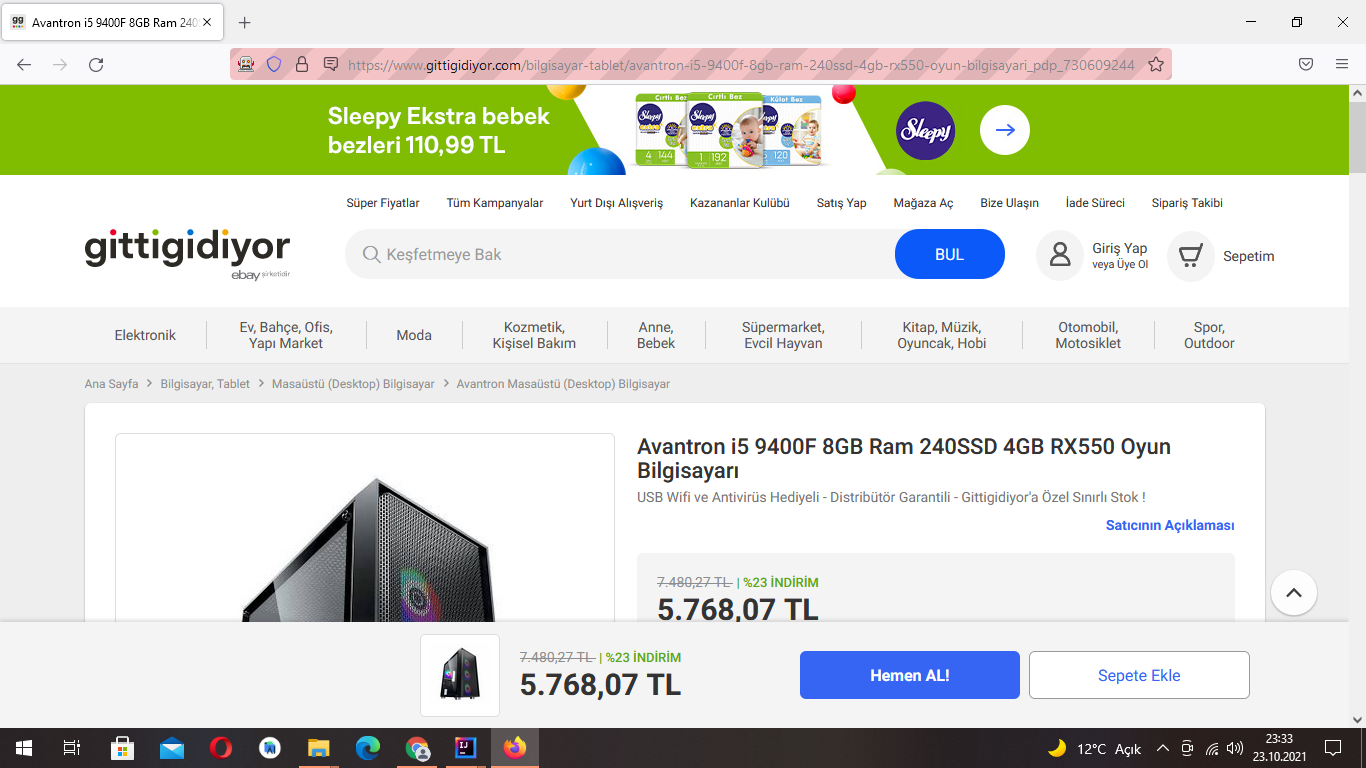 Avantron i5 9400F 8GB Ram 240
https://www.gittigidiyor.com/bilgisayar-tablet/avantron-i5-9400f-8gb-ram-240ssd-4gb-rx550-oyun-bilgisayari_pdp_730609244
Sleepy Ekstra bebek
bezleri 110,99 TL
Cırtlı Bez
Cırtlı Bez
Külot Bez
Sleepy
Sleepy
extra
extra
4 144
1 192
120
Sleepy
Süper Fiyatlar
Tüm Kampanyalar
Yurt Dışı Alışveriş
Kazananlar Kulübü
Satış Yap
Mağaza Aç
Bize Ulaşın
İade Süreci
Sipariş Takibi
gittigidiyor
ebay şirketidir
Keşfetmeye Bak
BUL
Giriş Yap
veya Üye Ol
Sepetim
Elektronik
Ev, Bahçe, Ofis,
Yapı Market
Moda
Kozmetik,
Kişisel Bakım
Anne,
Bebek
Süpermarket,
Evcil Hayvan
Kitap, Müzik,
Oyuncak, Hobi
Otomobil,
Motosiklet
Spor,
Outdoor
Ana Sayfa > Bilgisayar, Tablet > Masaüstü (Desktop) Bilgisayar > Avantron Masaüstü (Desktop) Bilgisayar
Avantron i5 9400F 8GB Ram 240SSD 4GB RX550 Oyun
Bilgisayarı
USB Wifi ve Antivirüs Hediyeli - Distribütör Garantili - Gittigidiyor'a Özel Sınırlı Stok !
Satıcının Açıklaması
7.480,27 TL | %23 İNDİRİM
5.768,07 TL
7.480,27 TL | %23 İNDİRİM
5.768,07 TL
Hemen AL!
Sepete Ekle
12°C Açık
23:33
23.10.2021